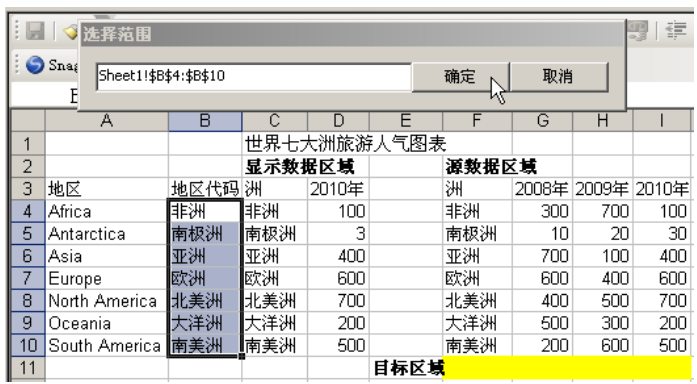 选择范围
Snag
Sheet1!$B$4:$B$10 确定 取消
A B C D E F G H I
1 世界七大洲旅游人气图表
2 显示数据区域 源数据区域
3 地区 地区代码 洲 2010年 洲 2008年 2009年 2010年
4 Africa 非洲 非洲 100 非洲 300 700 100
5 Antarctica 南极洲 南极洲 3 南极洲 10 20 30
6 Asia 亚洲 亚洲 400 亚洲 700 100 400
7 Europe 欧洲 欧洲 600 欧洲 600 400 600
8 North America 北美洲 北美洲 700 北美洲 400 500 700
9 Oceania 大洋洲 大洋洲 200 大洋洲 500 300 200
10 South America 南美洲 南美洲 500 南美洲 200 600 500
11 目标区域